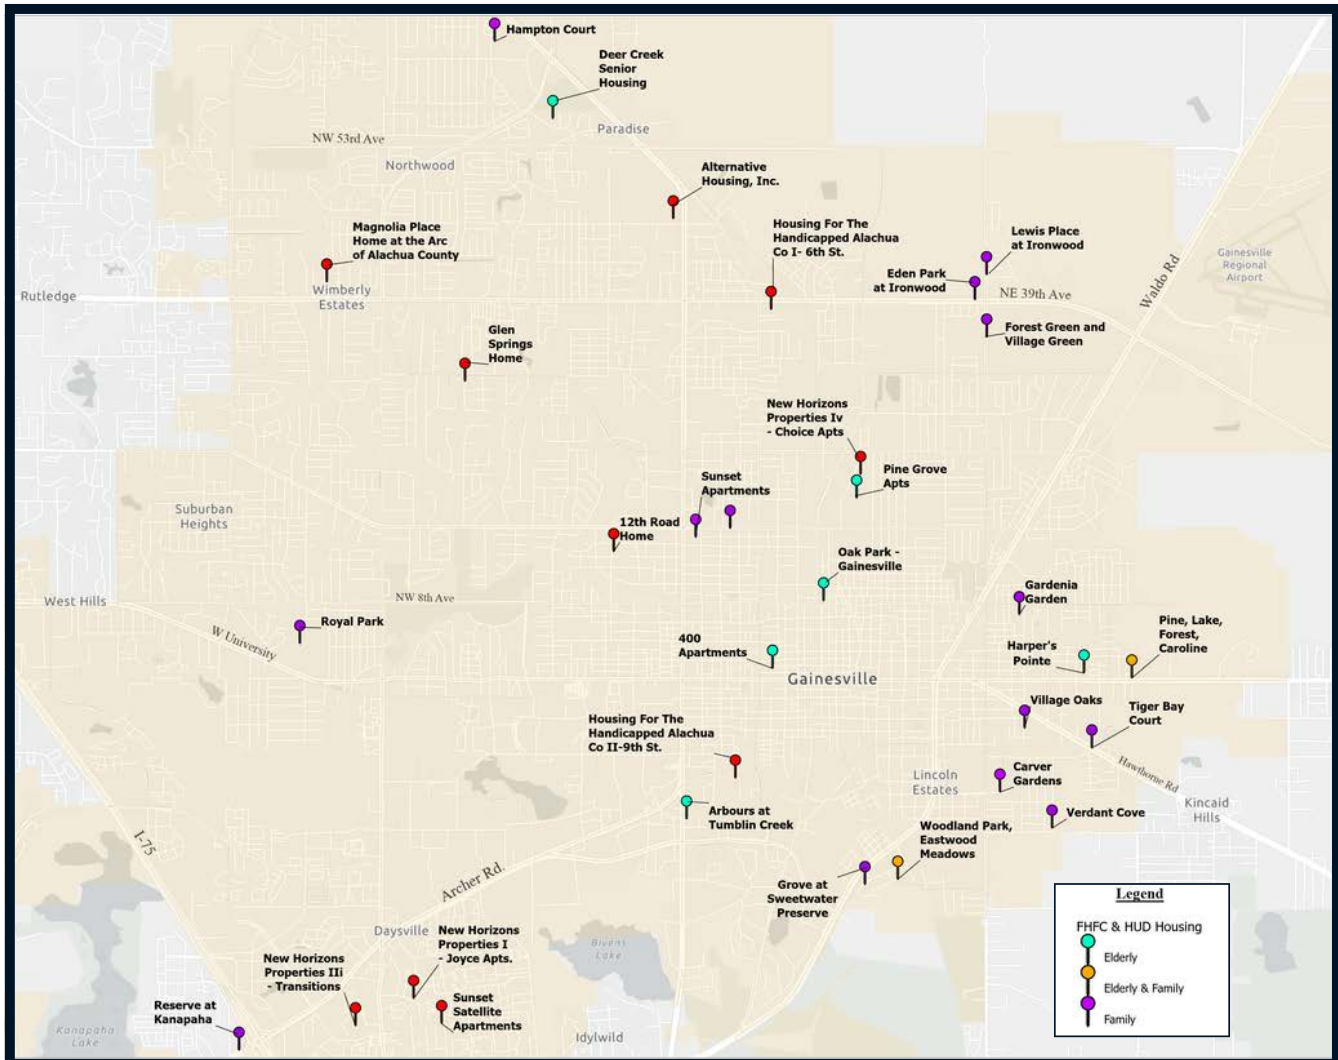 Hampton Court
Deer Creek
Senior
Housing
Paradise
NW 53rd Ave
Northwood
Alternative
Housing, Inc.
Magnolia Place
Home at the Arc
of Alachua County
Housing For The
Handicapped Alachua
Co I- 6th St.
Lewis Place
at Ironwood
Eden Park
at Ironwood
Waldo Rd
Gainesville
Regional
Airport
Rutledge
Wimberly
Estates
NE 39th Ave
Glen
Springs
Home
Forest Green and
Village Green
New Horizons
Properties Iv
- Choice Apts
Pine Grove
Apts
Sunset
Apartments
Suburban
Heights
12th Road
Home
Oak Park -
Gainesville
Gardenia
Garden
West Hills
NW 8th Ave
Royal Park
W University
400
Apartments
Gainesville
Harper's
Pointe
Pine, Lake,
Forest,
Caroline
Village Oaks
Tiger Bay
Court
Housing For The
Handicapped Alachua
Co II-9th St.
Lincoln
Estates
Carver
Gardens
Hawthorne Rd
Kincaid
Hills
Arbours at
Tumblin Creek
Verdant Cove
Woodland Park,
Eastwood
Meadows
I-75
Archer Rd.
Grove at
Sweetwater
Preserve
Daysville
New Horizons
Properties I
- Joyce Apts.
Bivens
Lake
New Horizons
Properties IIi
- Transitions
Sunset
Satellite
Apartments
Reserve at
Kanapaha
Kanapaha
Lake
Idylwild
Legend
FHFC & HUD Housing
Elderly
Elderly & Family
Family